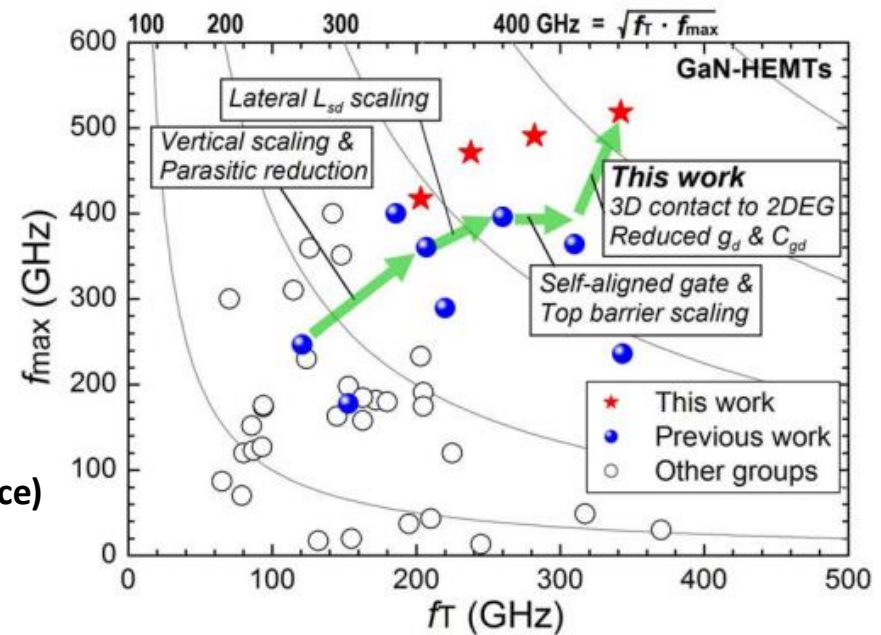 100 200 300 400 GHz = √fT · fmax
600
GaN-HEMTs
Lateral Lsd scaling
500
Vertical scaling &
Parasitic reduction
This work
3D contact to 2DEG
Reduced gd & Cgd
400
Self-aligned gate &
Top barrier scaling
300
fmax (GHz)
200
This work
Previous work
Other groups
100
ce)
0
0 100 200 300 400 500
fT (GHz)